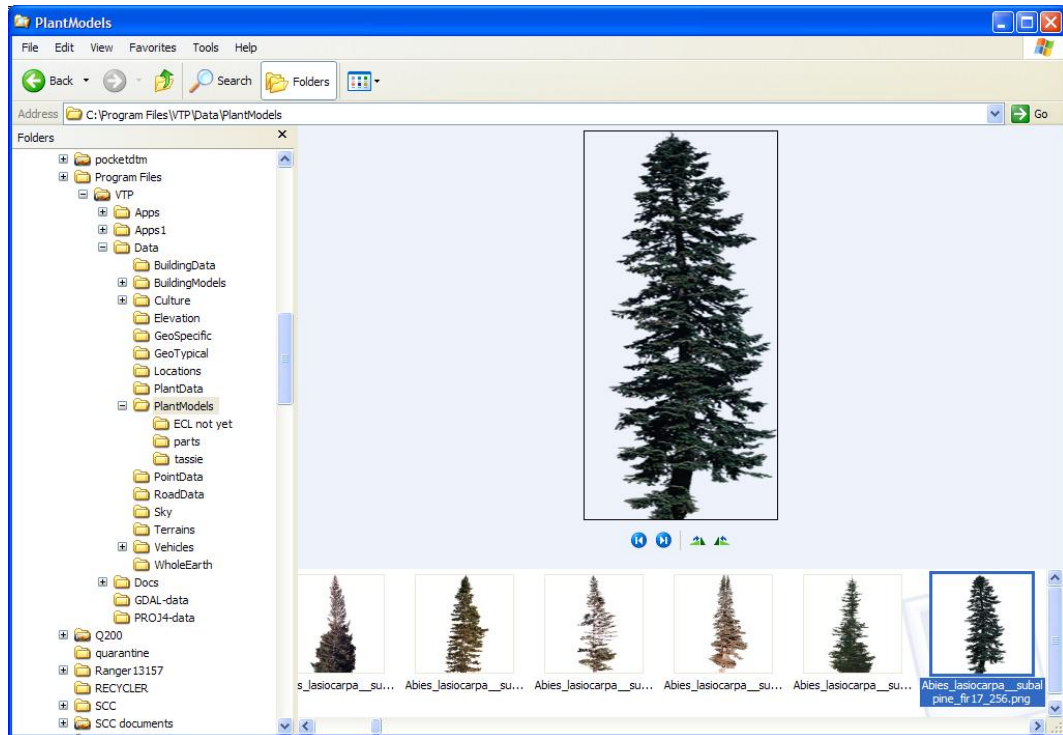 PlantModels
File Edit View Favorites Tools Help
Back Search Folders
Address C:\Program Files\VTP\Data\PlantModels Go
Folders
pocketdtm
Program Files
VTP
Apps
Apps1
Data
BuildingData
BuildingModels
Culture
Elevation
GeoSpecific
GeoTypical
Locations
PlantData
PlantModels
ECL not yet
parts
tassie
PointData
RoadData
Sky
Terrains
Vehicles
WholeEarth
Docs
GDAL-data
PROJ4-data
Q200
quarantine
Ranger13157
RECYCLER
SCC
SCC documents
s_lasiocarpa__su... Abies_lasiocarpa__su... Abies_lasiocarpa__su... Abies_lasiocarpa__su... Abies_lasiocarpa__su... Abies_lasiocarpa__subal
pine_fir17_256.png